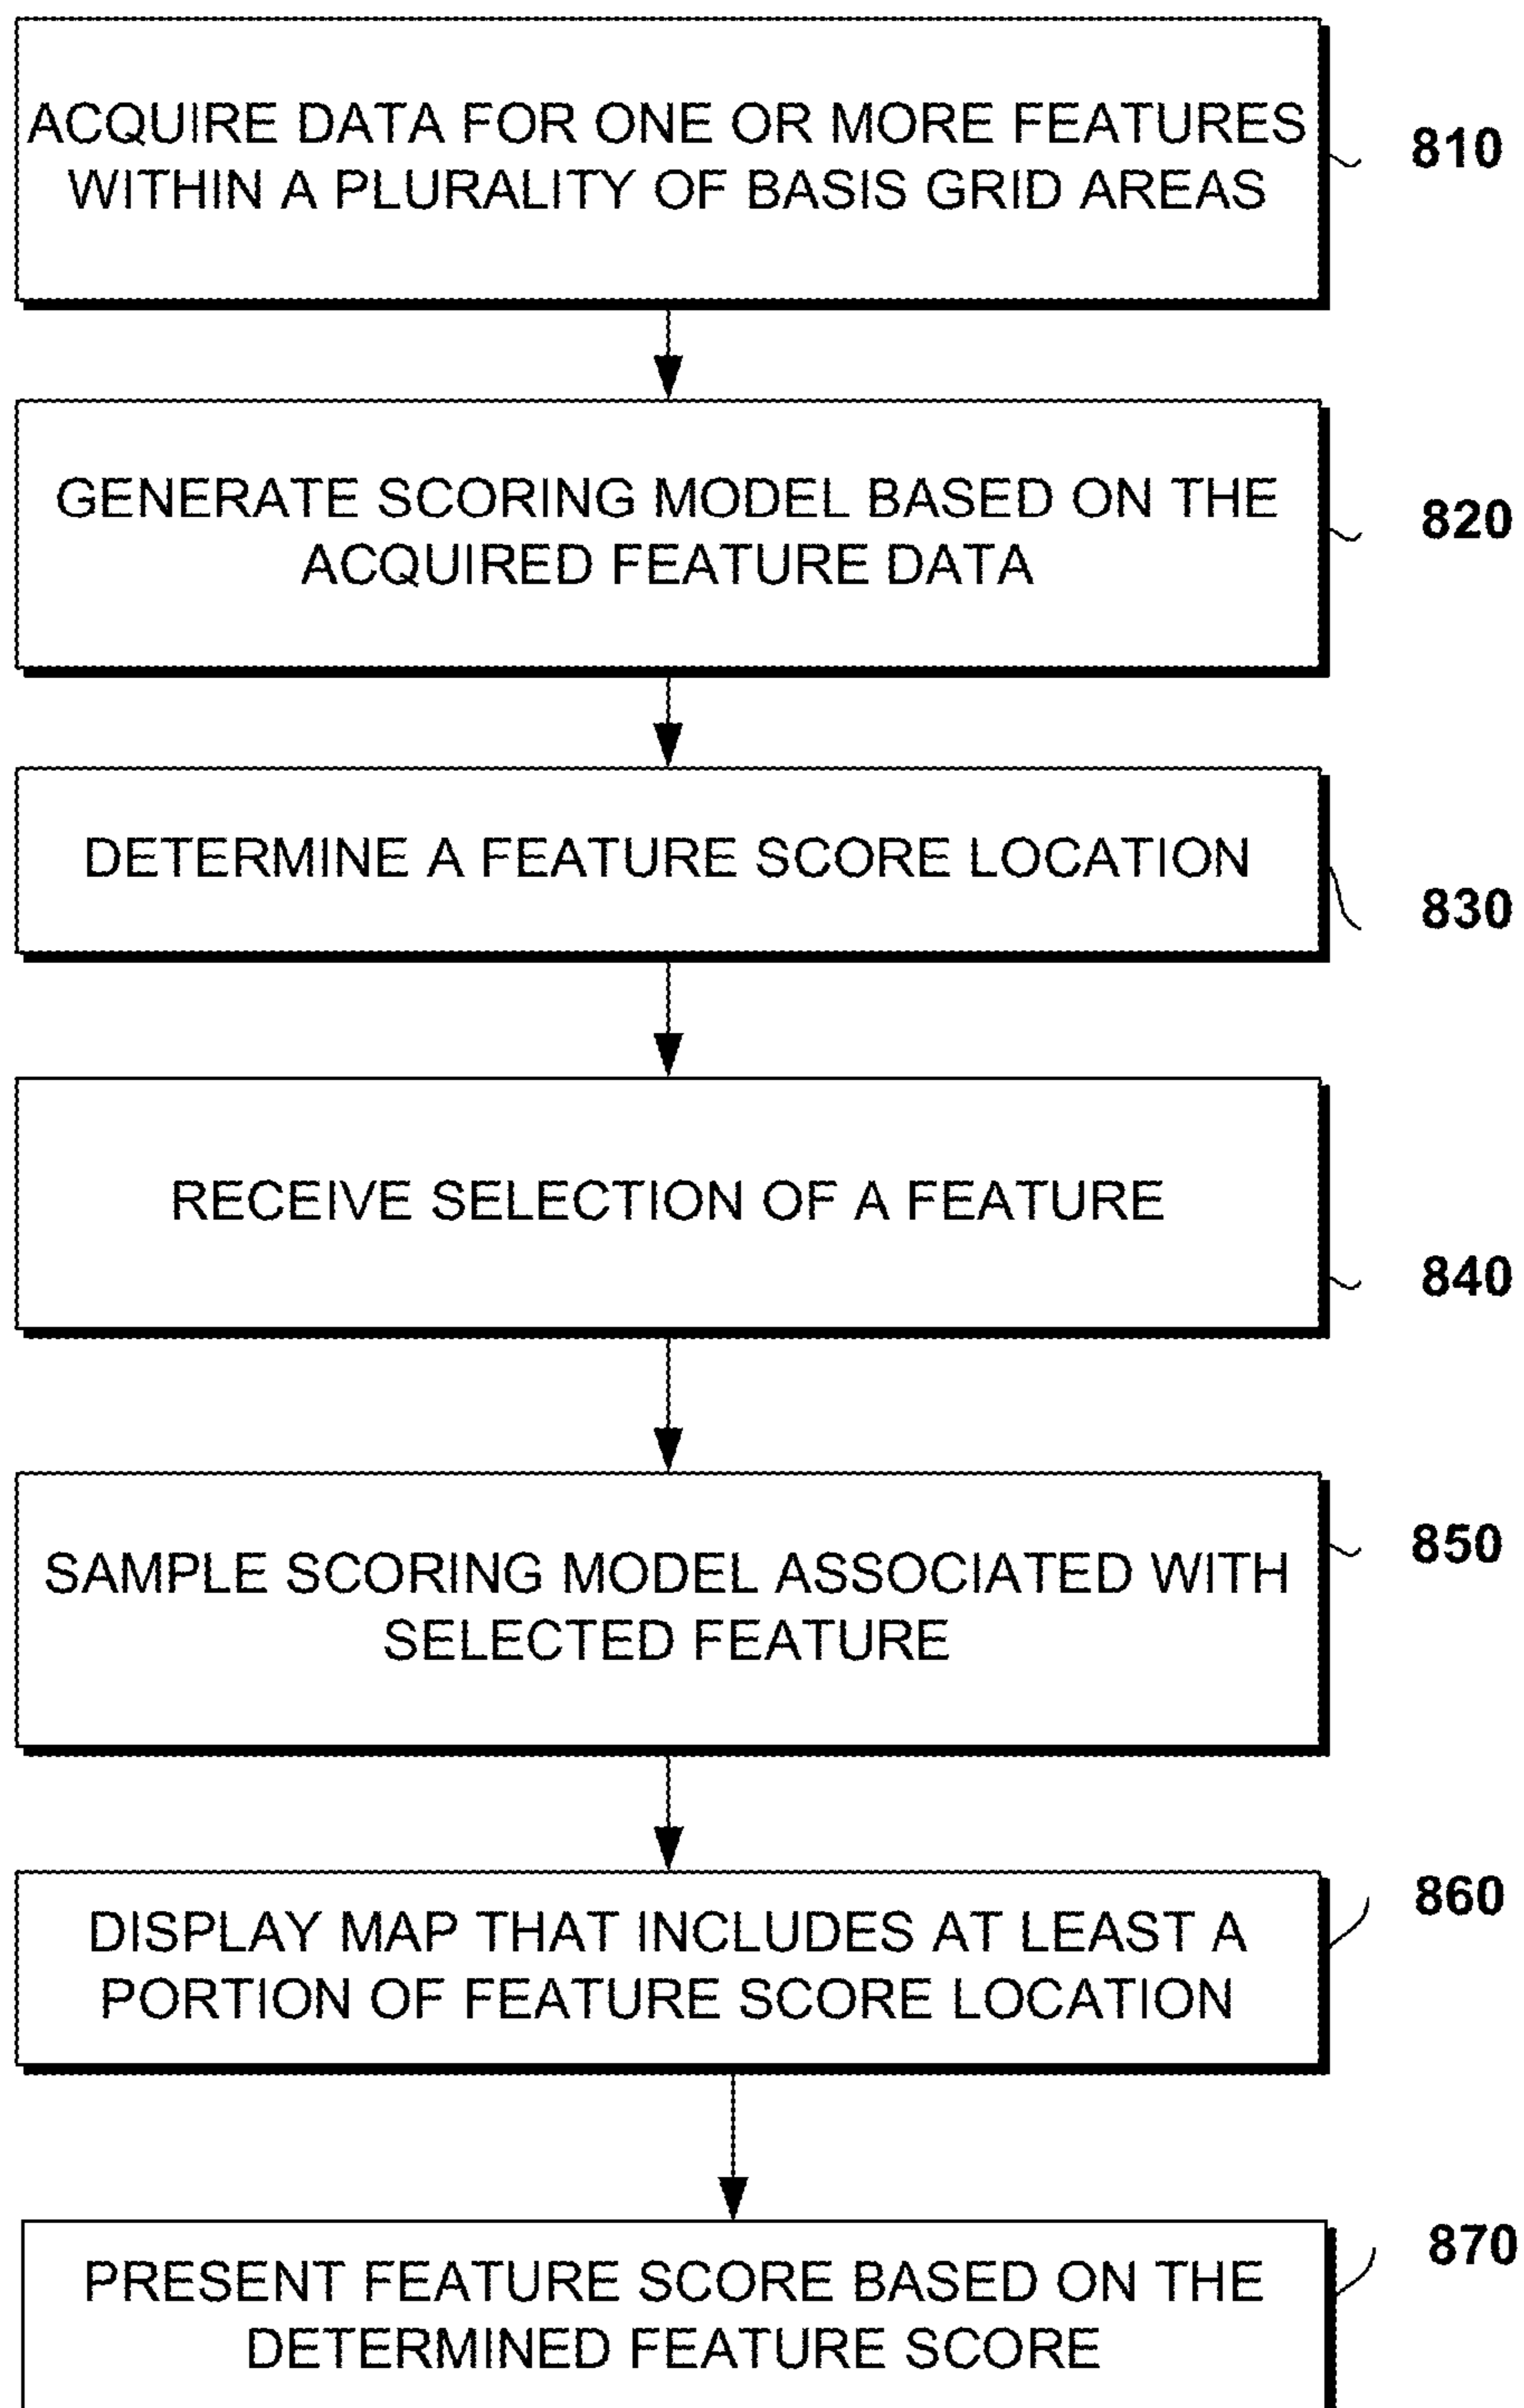 ACQUIRE DATA FOR ONE OR MORE FEATURES
WITHIN A PLURALITY OF BASIS GRID AREAS
810
GENERATE SCORING MODEL BASED ON THE
ACQUIRED FEATURE DATA
820
DETERMINE A FEATURE SCORE LOCATION
830
RECEIVE SELECTION OF A FEATURE
840
SAMPLE SCORING MODEL ASSOCIATED WITH
SELECTED FEATURE
850
DISPLAY MAP THAT INCLUDES AT LEAST A
PORTION OF FEATURE SCORE LOCATION
860
PRESENT FEATURE SCORE BASED ON THE
DETERMINED FEATURE SCORE
870